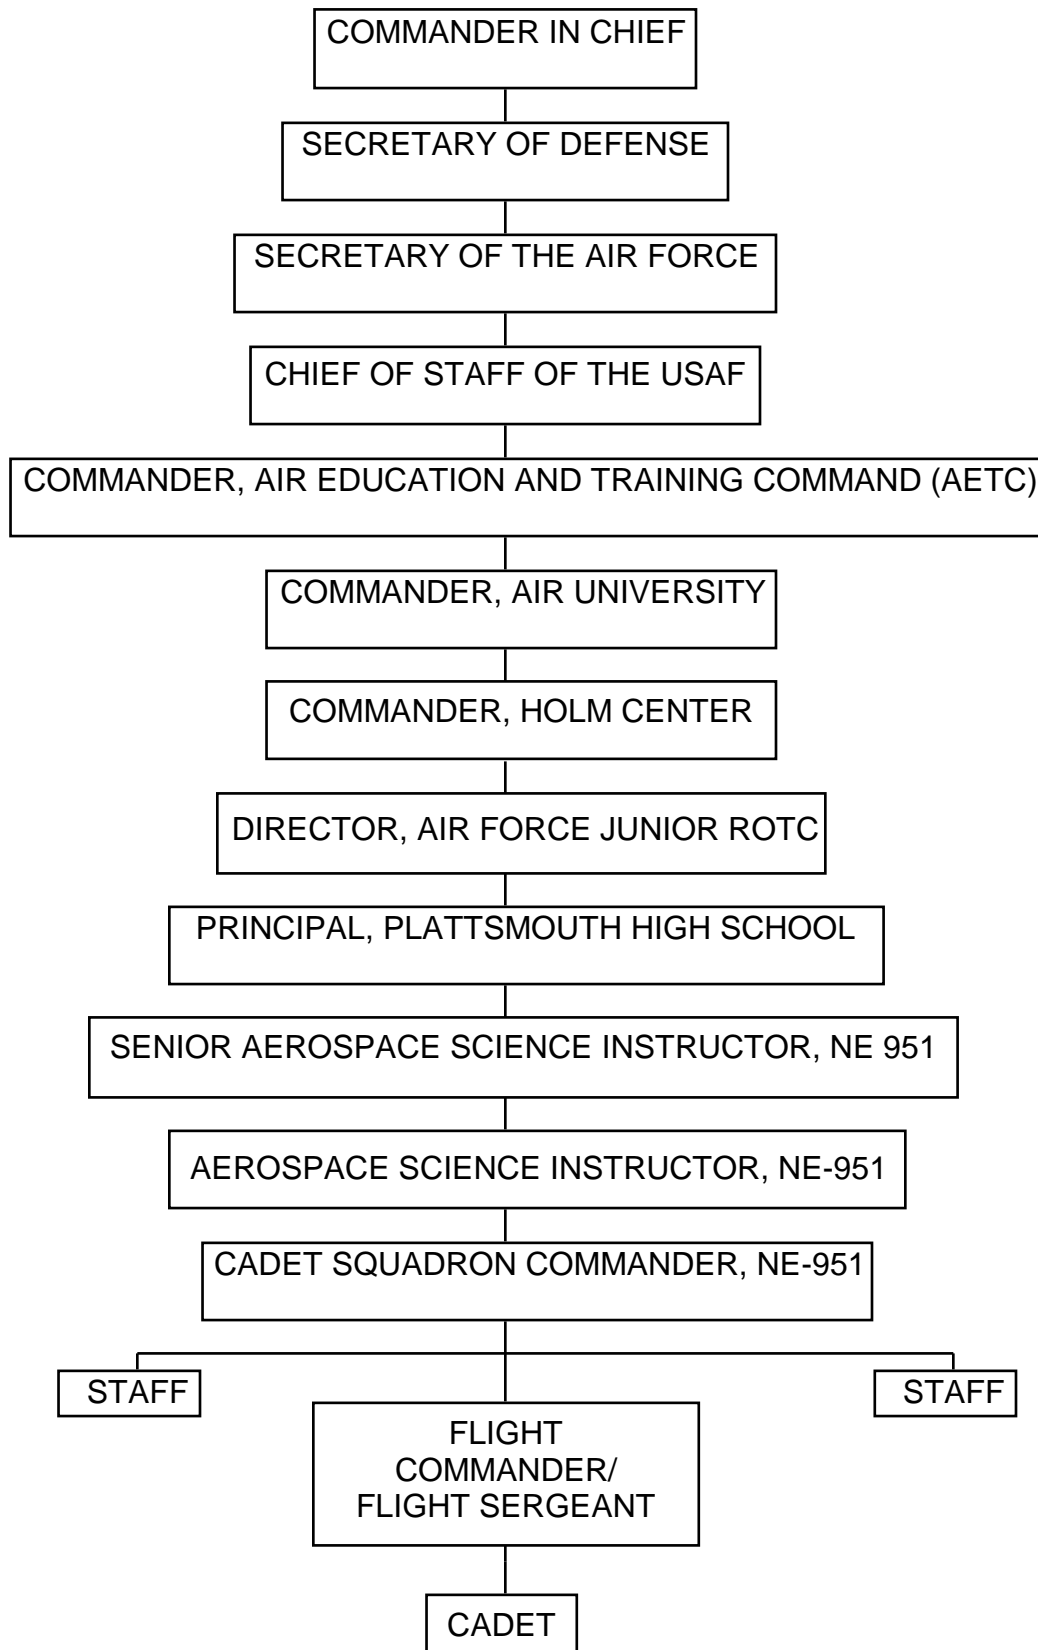 COMMANDER IN CHIEF
SECRETARY OF DEFENSE
SECRETARY OF THE AIR FORCE
CHIEF OF STAFF OF THE USAF
COMMANDER, AIR EDUCATION AND TRAINING COMMAND (AETC)
COMMANDER, AIR UNIVERSITY
COMMANDER, HOLM CENTER
DIRECTOR, AIR FORCE JUNIOR ROTC
PRINCIPAL, PLATTSMOUTH HIGH SCHOOL
SENIOR AEROSPACE SCIENCE INSTRUCTOR, NE 951
AEROSPACE SCIENCE INSTRUCTOR, NE-951
CADET SQUADRON COMMANDER, NE-951
STAFF
STAFF
FLIGHT
COMMANDER/
FLIGHT SERGEANT
CADET